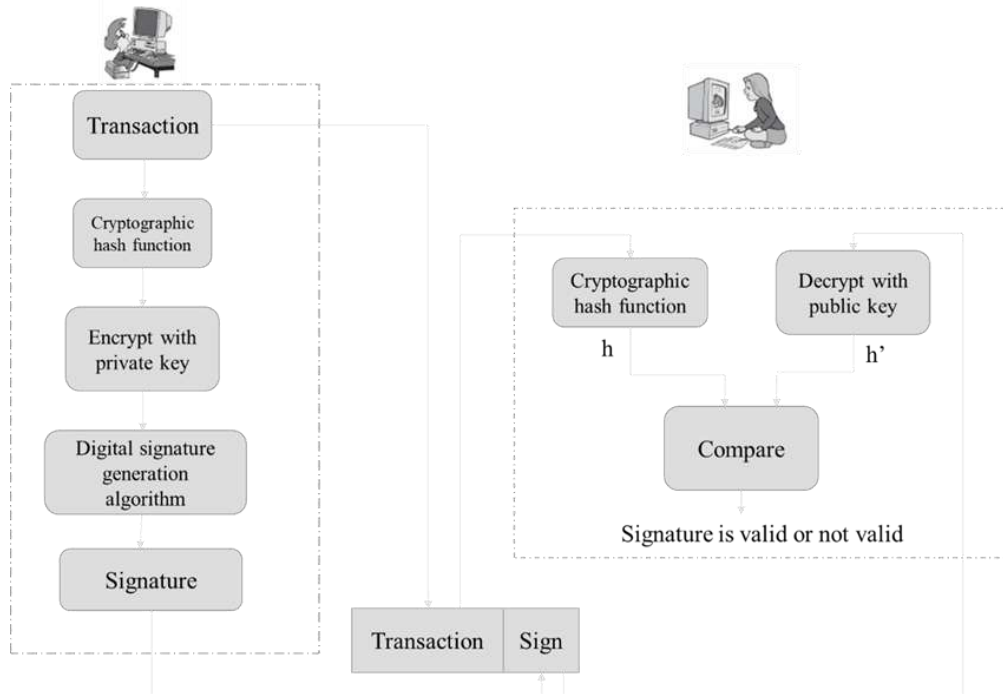 Transaction
Cryptographic
hash function
Encrypt with
private key
Digital signature
generation
algorithm
Signature
Transaction
Sign
Cryptographic
hash function
Decrypt with
public key
h
h’
Compare
Signature is valid or not valid